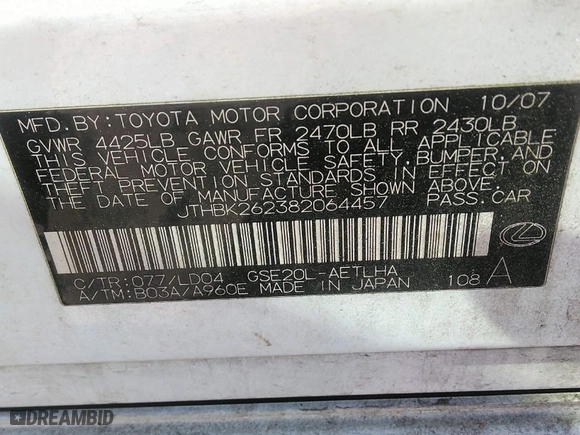 MFD. BY: TOYOTA MOTOR CORPORATION 10/07
GVWR 4425LB GAWR FR 2470LB RR 2430LB
THIS VEHICLE CONFORMS TO ALL APPLICABLE
FEDERAL MOTOR VEHICLE SAFETY, BUMPER, AND
THEFT PREVENTION STANDARDS IN EFFECT ON
THE DATE OF MANUFACTURE SHOWN ABOVE.
JTHBK262382064457 PASS. CAR
C/TR: 077/LD04 GSE20L-AETLHA
A/TM: B03A/A960E MADE IN JAPAN 108 A
DREAMBID